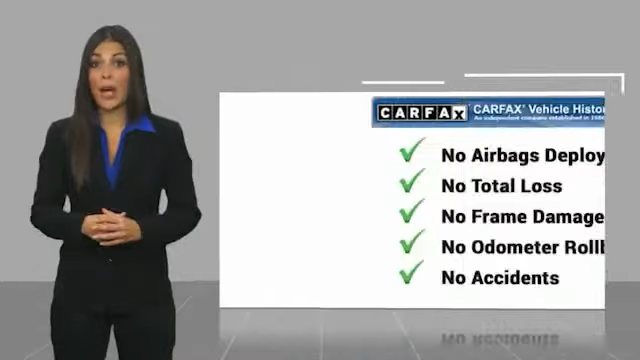 CARFAX CARFAX Vehicle Histor
An independent company established in 1986
No Airbags Deploy
No Total Loss
No Frame Damage
No Odometer Rollb
No Accidents